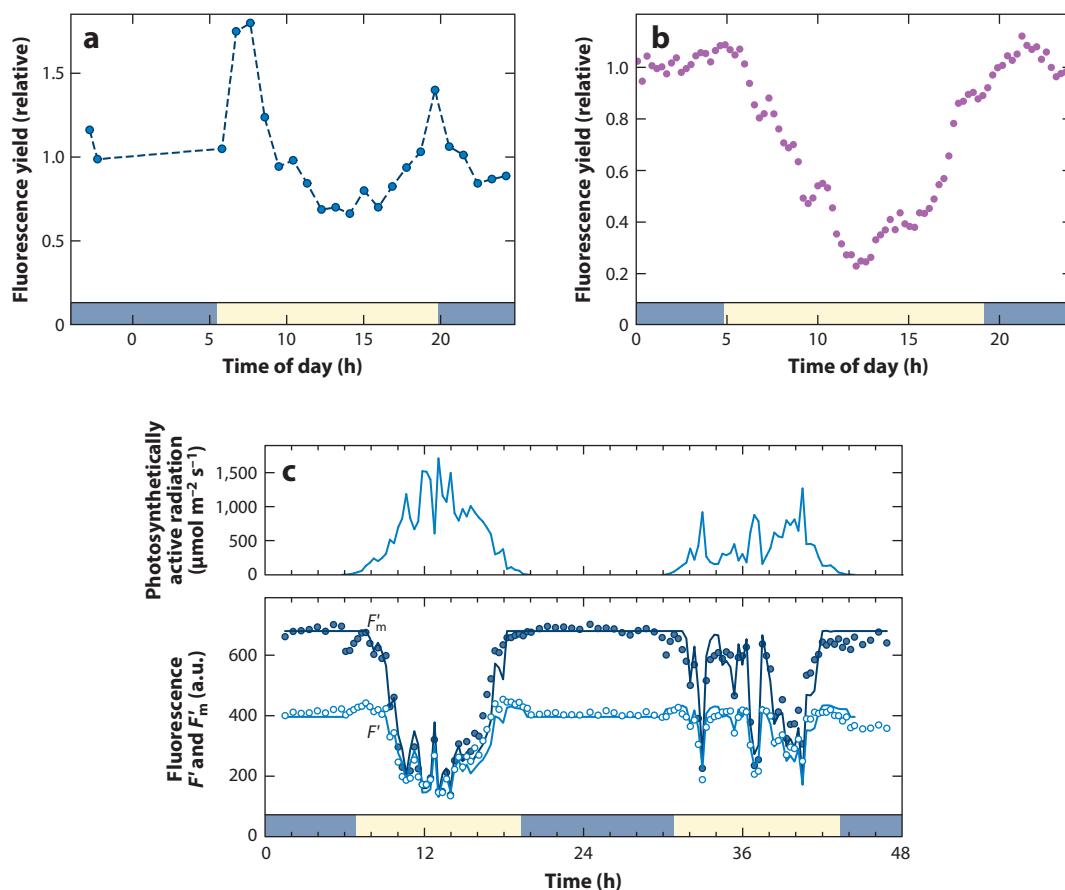 a
Fluorescence yield (relative)
1.5
1.0
0.5
0
0
5
10
15
20
Time of day (h)
b
Fluorescence yield (relative)
1.0
0.8
0.6
0.4
0.2
0
5
10
15
20
Time of day (h)
c
Photosynthetically
active radiation
(μmol m⁻² s⁻¹)
1,500
1,000
500
0
Fluorescence
F′ and F′m (a.u.)
600
400
200
0
F′m
F′
0
12
24
36
48
Time (h)